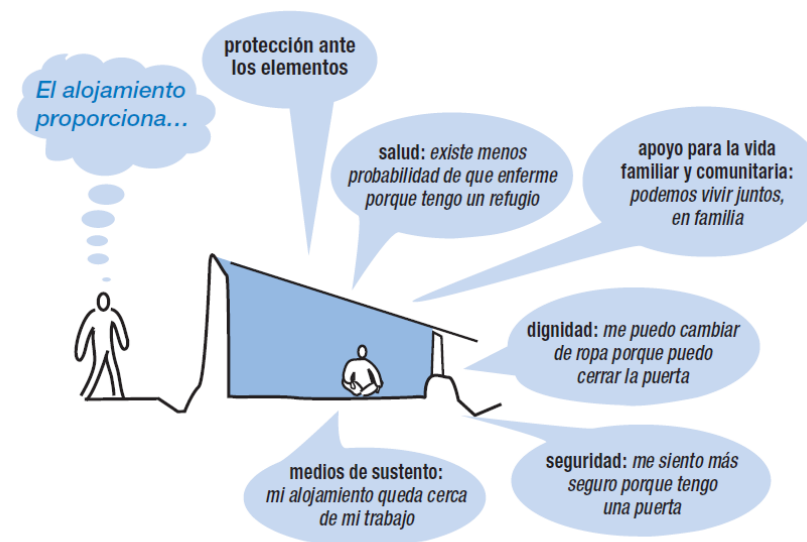 El alojamiento
proporciona…
protección ante
los elementos
salud: existe menos
probabilidad de que enferme
porque tengo un refugio
apoyo para la vida
familiar y comunitaria:
podemos vivir juntos,
en familia
dignidad: me puedo cambiar
de ropa porque puedo
cerrar la puerta
seguridad: me siento más
seguro porque tengo
una puerta
medios de sustento:
mi alojamiento queda cerca
de mi trabajo